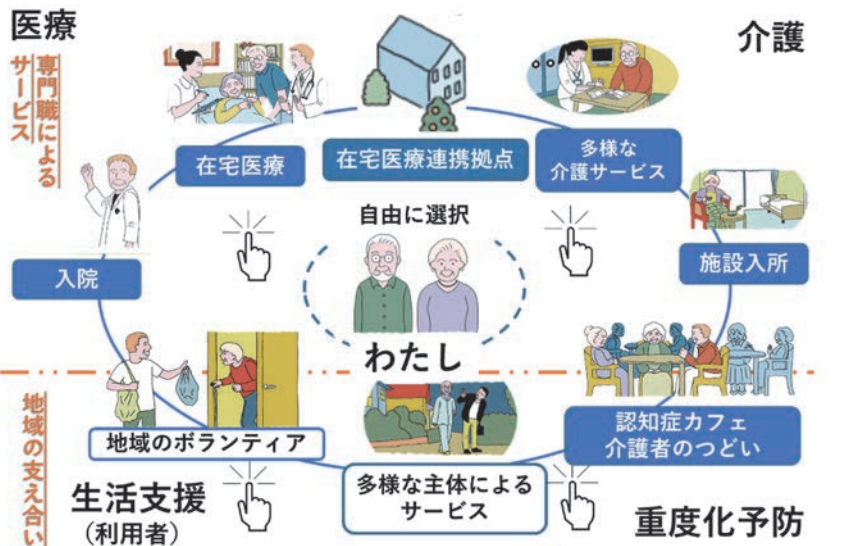 医療
介護
専門職による
サービス
在宅医療
在宅医療連携拠点
多様な
介護サービス
自由に選択
入院
施設入所
わたし
地域の支え合い
地域のボランティア
認知症カフェ
介護者のつどい
多様な主体による
サービス
生活支援
(利用者)
重度化予防